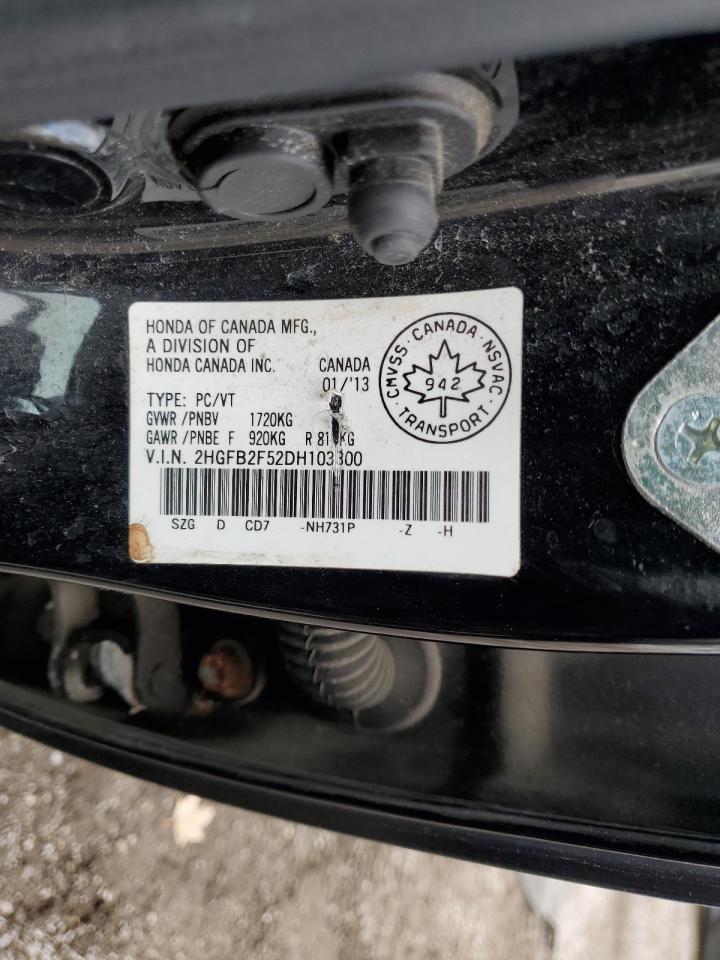 HONDA OF CANADA MFG.,
A DIVISION OF
HONDA CANADA INC.
CANADA
01/'13
TYPE: PC/VT
GVWR /PNBV 1720KG
GAWR /PNBE F 920KG R KG
V.I.N.
SZG D CD7 -NH731P -Z -H
CMVSS · CANADA · NSVAC
942
· TRANSPORT ·